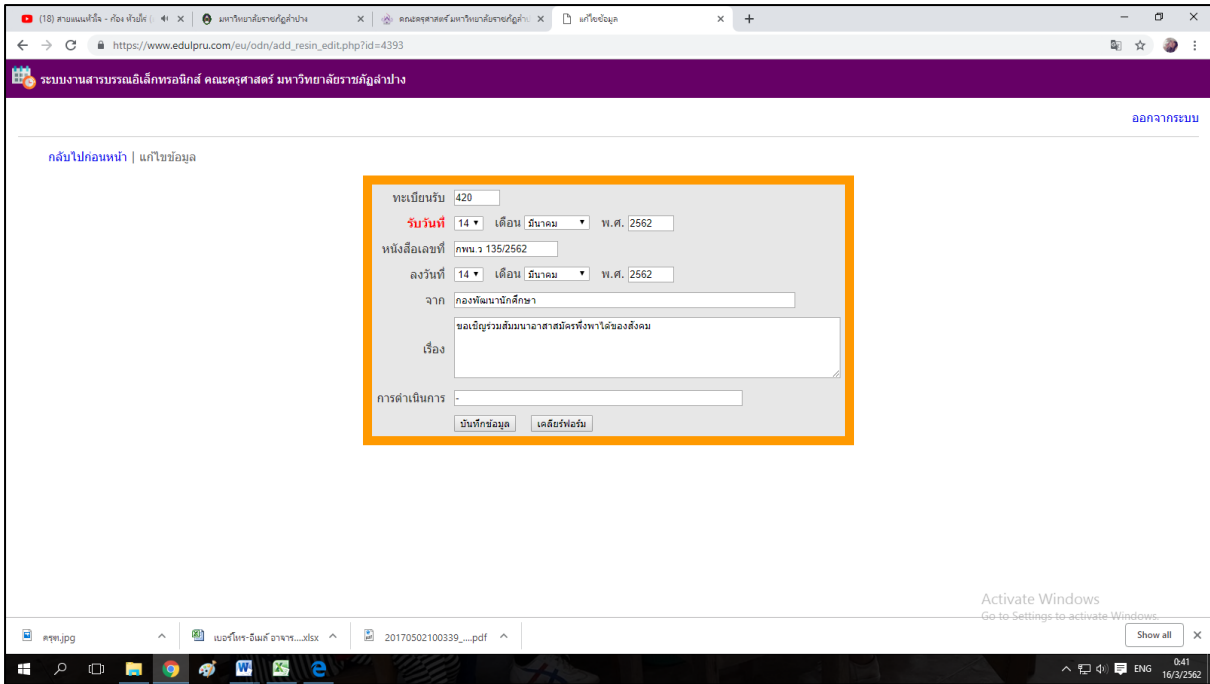 (18) สายแนนหัวใจ - ก้อง ห้วยไร่ (
มหาวิทยาลัยราชภัฏลำปาง
คณะครุศาสตร์ มหาวิทยาลัยราชภัฏลำป
แก้ไขข้อมูล
https://www.edulpru.com/eu/odn/add_resin_edit.php?id=4393
ระบบงานสารบรรณอิเล็กทรอนิกส์ คณะครุศาสตร์ มหาวิทยาลัยราชภัฏลำปาง
ออกจากระบบ
กลับไปก่อนหน้า | แก้ไขข้อมูล
ทะเบียนรับ 420
รับวันที่ 14 เดือน มีนาคม พ.ศ. 2562
หนังสือเลขที่ กพน.ว 135/2562
ลงวันที่ 14 เดือน มีนาคม พ.ศ. 2562
จาก กองพัฒนานักศึกษา
ขอเชิญร่วมสัมมนาอาสาสมัครพึ่งพาได้ของสังคม
เรื่อง
การดำเนินการ -
บันทึกข้อมูล เคลียร์ฟอร์ม
Activate Windows
Go to Settings to activate Windows.
ครุฑ.jpg
เบอร์โทร-อีเมล์ อาจาร....xlsx
20170502100339_....pdf
Show all
ENG
0:41
16/3/2562